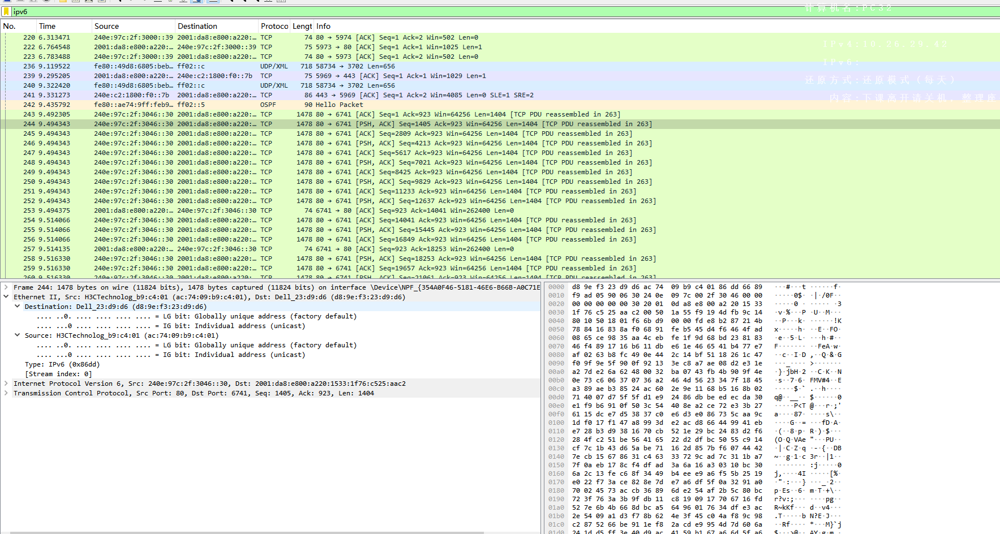 ipv6
计算机名:PC32
No. Time Source Destination Protoco Lengt Info
220 6.313471 240e:97c:2f:3000::39 2001:da8:e800:a220:… TCP 74 80 → 5974 [ACK] Seq=1 Ack=2 Win=502 Len=0
222 6.764548 2001:da8:e800:a220:… 240e:97c:2f:3000::39 TCP 75 5973 → 80 [ACK] Seq=1 Ack=1 Win=1025 Len=1
IPv4:10.26.29.42
223 6.783488 240e:97c:2f:3000::39 2001:da8:e800:a220:… TCP 74 80 → 5973 [ACK] Seq=1 Ack=2 Win=502 Len=0
IPv6:
236 9.119522 fe80::49d8:6805:beb… ff02::c UDP/XML 718 58734 → 3702 Len=656
239 9.295205 2001:da8:e800:a220:… 240e:c2:1800:f0::7b TCP 75 5969 → 443 [ACK] Seq=1 Ack=1 Win=1029 Len=1
还原方式:还原模式(每天)
240 9.322420 fe80::49d8:6805:beb… ff02::c UDP/XML 718 58734 → 3702 Len=656
241 9.331273 240e:c2:1800:f0::7b 2001:da8:e800:a220:… TCP 86 443 → 5969 [ACK] Seq=1 Ack=2 Win=4085 Len=0 SLE=1 SRE=2
内容:下课离开请关机，整理座
242 9.435792 fe80::ae74:9ff:feb9… ff02::5 OSPF 90 Hello Packet
243 9.492305 240e:97c:2f:3046::30 2001:da8:e800:a220:… TCP 1478 80 → 6741 [ACK] Seq=1 Ack=923 Win=64256 Len=1404 [TCP PDU reassembled in 263]
244 9.494343 240e:97c:2f:3046::30 2001:da8:e800:a220:… TCP 1478 80 → 6741 [PSH, ACK] Seq=1405 Ack=923 Win=64256 Len=1404 [TCP PDU reassembled in 263]
245 9.494343 240e:97c:2f:3046::30 2001:da8:e800:a220:… TCP 1478 80 → 6741 [ACK] Seq=2809 Ack=923 Win=64256 Len=1404 [TCP PDU reassembled in 263]
246 9.494343 240e:97c:2f:3046::30 2001:da8:e800:a220:… TCP 1478 80 → 6741 [PSH, ACK] Seq=4213 Ack=923 Win=64256 Len=1404 [TCP PDU reassembled in 263]
247 9.494343 240e:97c:2f:3046::30 2001:da8:e800:a220:… TCP 1478 80 → 6741 [ACK] Seq=5617 Ack=923 Win=64256 Len=1404 [TCP PDU reassembled in 263]
248 9.494343 240e:97c:2f:3046::30 2001:da8:e800:a220:… TCP 1478 80 → 6741 [PSH, ACK] Seq=7021 Ack=923 Win=64256 Len=1404 [TCP PDU reassembled in 263]
249 9.494343 240e:97c:2f:3046::30 2001:da8:e800:a220:… TCP 1478 80 → 6741 [ACK] Seq=8425 Ack=923 Win=64256 Len=1404 [TCP PDU reassembled in 263]
250 9.494343 240e:97c:2f:3046::30 2001:da8:e800:a220:… TCP 1478 80 → 6741 [PSH, ACK] Seq=9829 Ack=923 Win=64256 Len=1404 [TCP PDU reassembled in 263]
251 9.494343 240e:97c:2f:3046::30 2001:da8:e800:a220:… TCP 1478 80 → 6741 [ACK] Seq=11233 Ack=923 Win=64256 Len=1404 [TCP PDU reassembled in 263]
252 9.494343 240e:97c:2f:3046::30 2001:da8:e800:a220:… TCP 1478 80 → 6741 [PSH, ACK] Seq=12637 Ack=923 Win=64256 Len=1404 [TCP PDU reassembled in 263]
253 9.494375 2001:da8:e800:a220:… 240e:97c:2f:3046::30 TCP 74 6741 → 80 [ACK] Seq=923 Ack=14041 Win=262400 Len=0
254 9.514066 240e:97c:2f:3046::30 2001:da8:e800:a220:… TCP 1478 80 → 6741 [ACK] Seq=14041 Ack=923 Win=64256 Len=1404 [TCP PDU reassembled in 263]
255 9.514066 240e:97c:2f:3046::30 2001:da8:e800:a220:… TCP 1478 80 → 6741 [PSH, ACK] Seq=15445 Ack=923 Win=64256 Len=1404 [TCP PDU reassembled in 263]
256 9.514066 240e:97c:2f:3046::30 2001:da8:e800:a220:… TCP 1478 80 → 6741 [ACK] Seq=16849 Ack=923 Win=64256 Len=1404 [TCP PDU reassembled in 263]
257 9.514135 2001:da8:e800:a220:… 240e:97c:2f:3046::30 TCP 74 6741 → 80 [ACK] Seq=923 Ack=18253 Win=262400 Len=0
258 9.516330 240e:97c:2f:3046::30 2001:da8:e800:a220:… TCP 1478 80 → 6741 [PSH, ACK] Seq=18253 Ack=923 Win=64256 Len=1404 [TCP PDU reassembled in 263]
259 9.516330 240e:97c:2f:3046::30 2001:da8:e800:a220:… TCP 1478 80 → 6741 [ACK] Seq=19657 Ack=923 Win=64256 Len=1404 [TCP PDU reassembled in 263]
260 9.516330 240e:97c:2f:3046::30 2001:da8:e800:a220:… TCP 1478 80 → 6741 [PSH, ACK] Seq=21061 Ack=923 Win=64256 Len=1404 [TCP PDU reassembled in 263]
Frame 244: 1478 bytes on wire (11824 bits), 1478 bytes captured (11824 bits) on interface \Device\NPF_{354A0F46-5181-46E6-B66B-A0C71E
Ethernet II, Src: H3CTechnolog_b9:c4:01 (ac:74:09:b9:c4:01), Dst: Dell_23:d9:d6 (d8:9e:f3:23:d9:d6)
Destination: Dell_23:d9:d6 (d8:9e:f3:23:d9:d6)
.... ..0. .... .... .... .... = LG bit: Globally unique address (factory default)
.... ...0 .... .... .... .... = IG bit: Individual address (unicast)
Source: H3CTechnolog_b9:c4:01 (ac:74:09:b9:c4:01)
.... ..0. .... .... .... .... = LG bit: Globally unique address (factory default)
.... ...0 .... .... .... .... = IG bit: Individual address (unicast)
Type: IPv6 (0x86dd)
[Stream index: 0]
Internet Protocol Version 6, Src: 240e:97c:2f:3046::30, Dst: 2001:da8:e800:a220:1533:1f76:c525:aac2
Transmission Control Protocol, Src Port: 80, Dst Port: 6741, Seq: 1405, Ack: 923, Len: 1404
0000 d8 9e f3 23 d9 d6 ac 74 09 b9 c4 01 86 dd 66 89
0010 f9 ad 05 90 06 30 24 0e 09 7c 00 2f 30 46 00 00
0020 00 00 00 00 00 30 20 01 0d a8 e8 00 a2 20 15 33
0030 1f 76 c5 25 aa c2 00 50 1a 55 f9 19 4d fb 9c 14
0040 80 10 50 18 01 f6 6b d9 00 00 fd e8 b2 87 21 4b
0050 78 84 16 83 8a f0 68 91 fe b5 45 d4 f6 46 4f ad
0060 08 65 ce 98 35 aa 4c eb fe 1f 9d 68 bd 23 81 83
0070 46 f4 89 17 16 b6 11 db e6 1e 46 65 41 b4 77 e7
0080 af 02 63 b8 fc 49 0e 44 2c 14 bf 51 18 26 1c 47
0090 f0 9f 9e 5f 90 0f 92 13 3e c8 a7 ae 08 d2 e3 1e
00a0 a2 7d e2 6a 62 48 00 32 ba 07 43 fb 4b 90 9f 4e
00b0 0e 73 c6 06 37 07 36 a2 46 4d 56 23 34 7f 18 45
00c0 a3 89 ae b3 85 24 ac 60 2e 9e 11 68 b5 16 8b 02
00d0 71 40 07 d7 5f 5f d1 e9 24 86 db be ed ec da 30
00e0 e1 f9 b6 91 0f 50 3c 54 40 8e a2 ce 72 e3 3b 27
00f0 61 15 dc e7 d5 38 37 c0 e6 d3 e0 86 73 5c aa 9c
0100 1d f0 17 f1 47 a8 99 3d e2 ac d8 66 44 99 41 eb
0110 e7 28 b3 d9 38 16 70 cb 52 1e 29 bc 24 83 d2 f6
0120 28 4f c2 51 be 56 41 65 22 d2 df bc 50 55 c9 14
0130 cf 7c 1b 43 d6 5a be 71 16 2d 85 7b f6 07 44 42
0140 7e cb 15 67 86 31 c4 63 33 72 9c ad 7c 31 1b a7
0150 7f 0a eb 17 8c f4 df ad 3a 6a 16 a3 03 10 bc 30
0160 6a 2c 13 fe c6 8f 34 49 b4 ee e9 a6 f5 5b 25 19
0170 e0 22 f7 3a ce 82 8e 7d e7 a6 df 5f 0a 32 91 a0
0180 70 02 45 73 ac cb 36 89 6d e2 54 af 2b 5c 80 bc
0190 72 3f 76 3a 3b 9f db 11 c8 19 09 17 70 67 16 fd
01a0 52 7e 6b 4b 66 8d bc a5 64 96 01 76 34 df e3 ac
01b0 2e 54 09 a1 d3 f7 8b 62 4e 3f 45 c0 4a f8 9c 98
01c0 c2 87 52 66 be 91 1e f8 2a cd e9 95 4d 7d 60 6a
01d0 24 1d d5 ff 3e 40 d9 ac 41 59 b1 67 a6 6d 5f a6